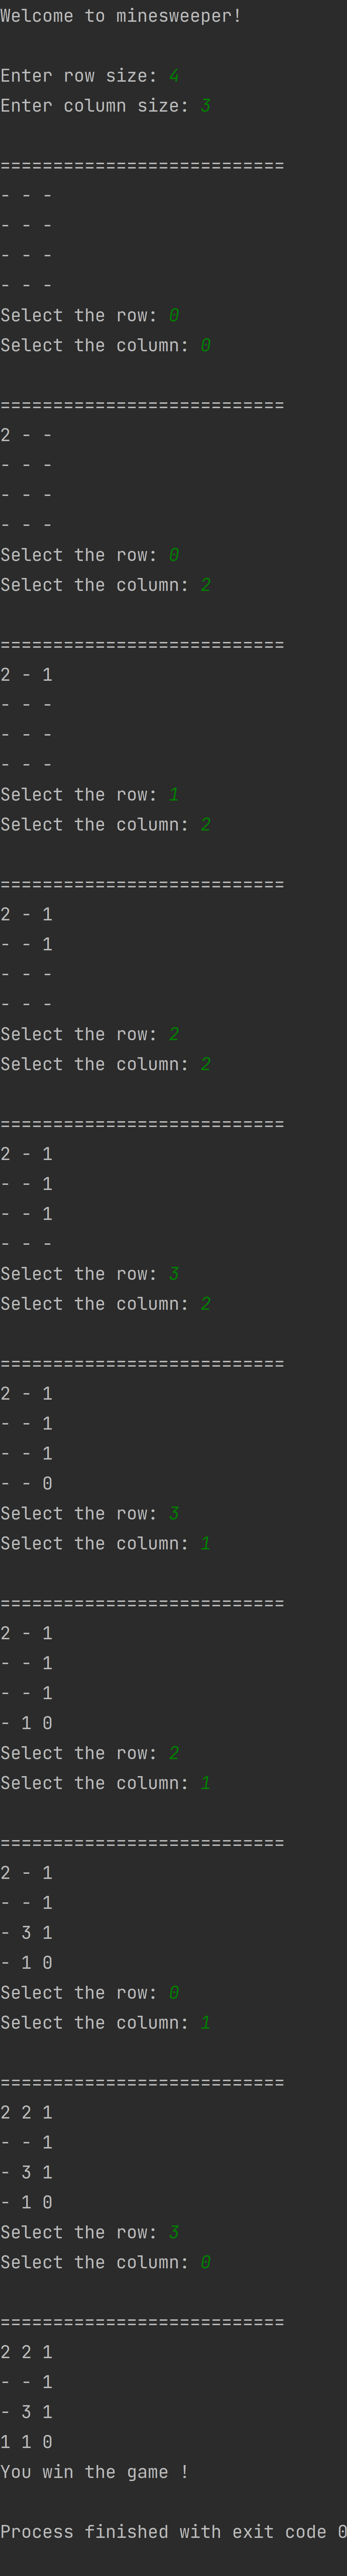 Welcome to minesweeper!
Enter row size: 4
Enter column size: 3
===========================
- - -
- - -
- - -
- - -
Select the row: 0
Select the column: 0
===========================
2 - -
- - -
- - -
- - -
Select the row: 0
Select the column: 2
===========================
2 - 1
- - -
- - -
- - -
Select the row: 1
Select the column: 2
===========================
2 - 1
- - 1
- - -
- - -
Select the row: 2
Select the column: 2
===========================
2 - 1
- - 1
- - 1
- - -
Select the row: 3
Select the column: 2
===========================
2 - 1
- - 1
- - 1
- - 0
Select the row: 3
Select the column: 1
===========================
2 - 1
- - 1
- - 1
- 1 0
Select the row: 2
Select the column: 1
===========================
2 - 1
- - 1
- 3 1
- 1 0
Select the row: 0
Select the column: 1
===========================
2 2 1
- - 1
- 3 1
- 1 0
Select the row: 3
Select the column: 0
===========================
2 2 1
- - 1
- 3 1
1 1 0
You win the game !
Process finished with exit code 0